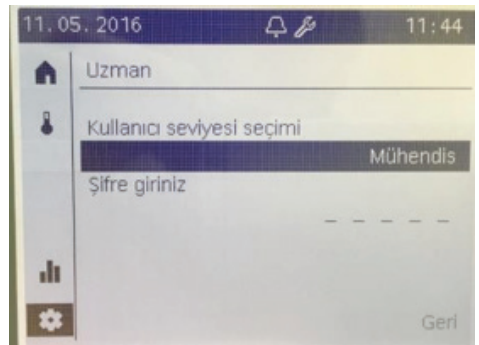 11.05.2016 11:44
Uzman
Kullanıcı seviyesi seçimi
Mühendis
Şifre giriniz
_ _ _ _ _
Geri